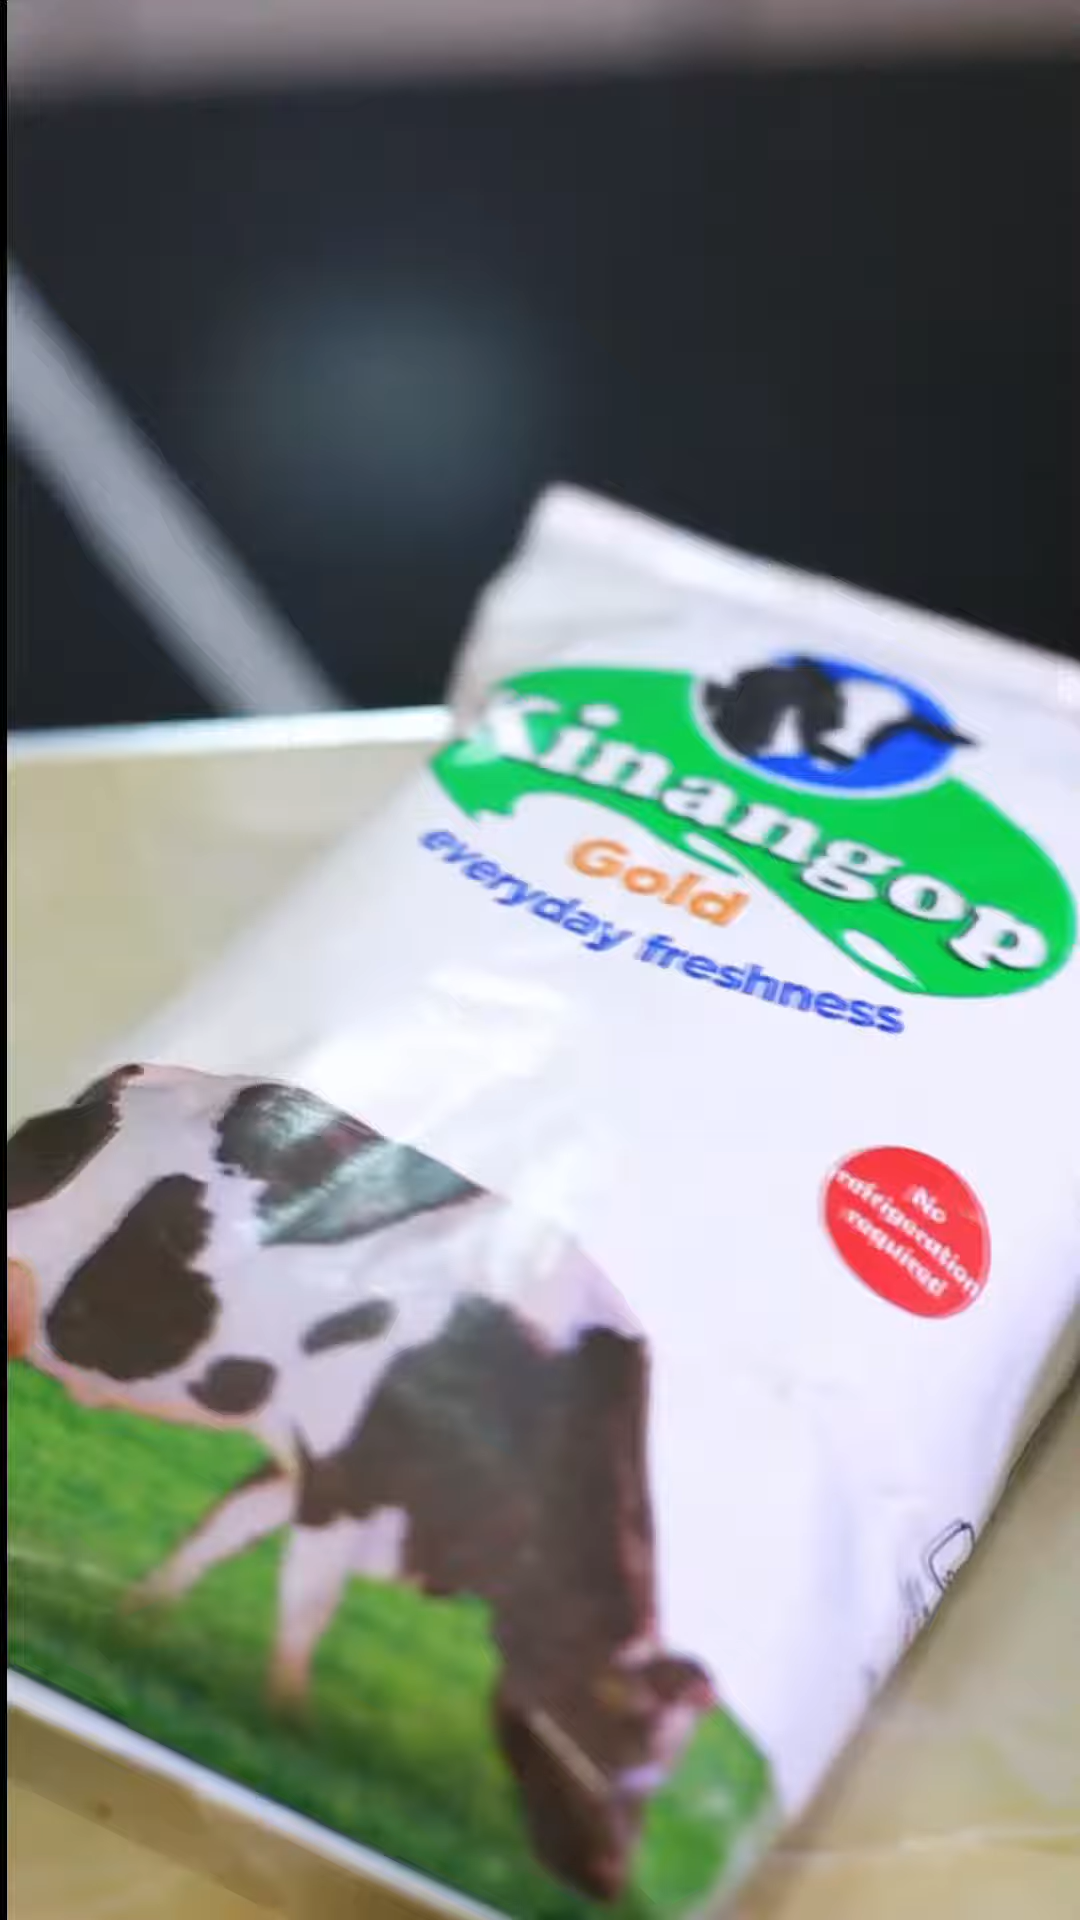 Kinangop
Gold
everyday freshness
No
refrigeration
required